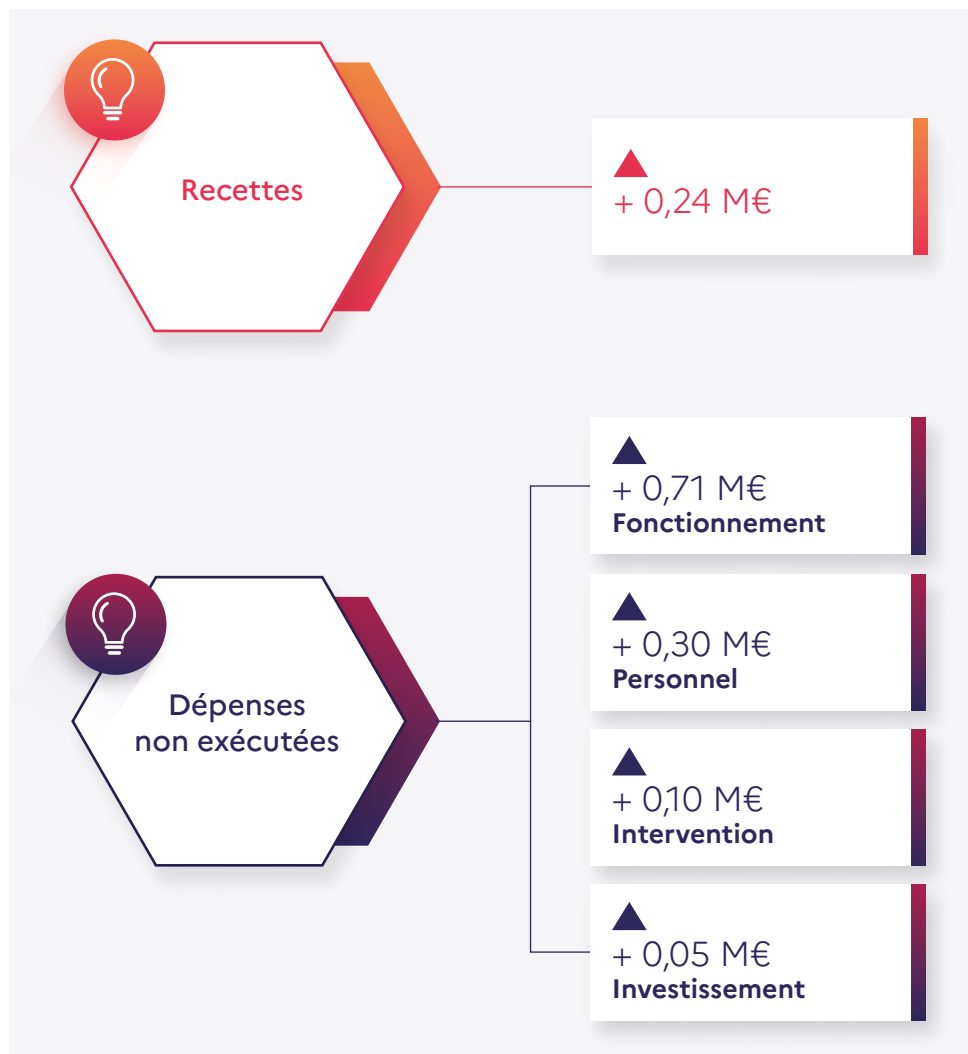 Recettes
+ 0,24 M€
Dépenses
non exécutées
+ 0,71 M€
Fonctionnement
+ 0,30 M€
Personnel
+ 0,10 M€
Intervention
+ 0,05 M€
Investissement